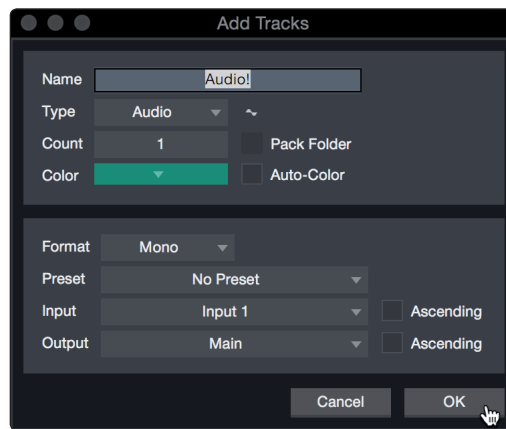 Add Tracks
Name Audio!
Type Audio
Count 1 Pack Folder
Color Auto-Color
Format Mono
Preset No Preset
Input Input 1 Ascending
Output Main Ascending
Cancel OK